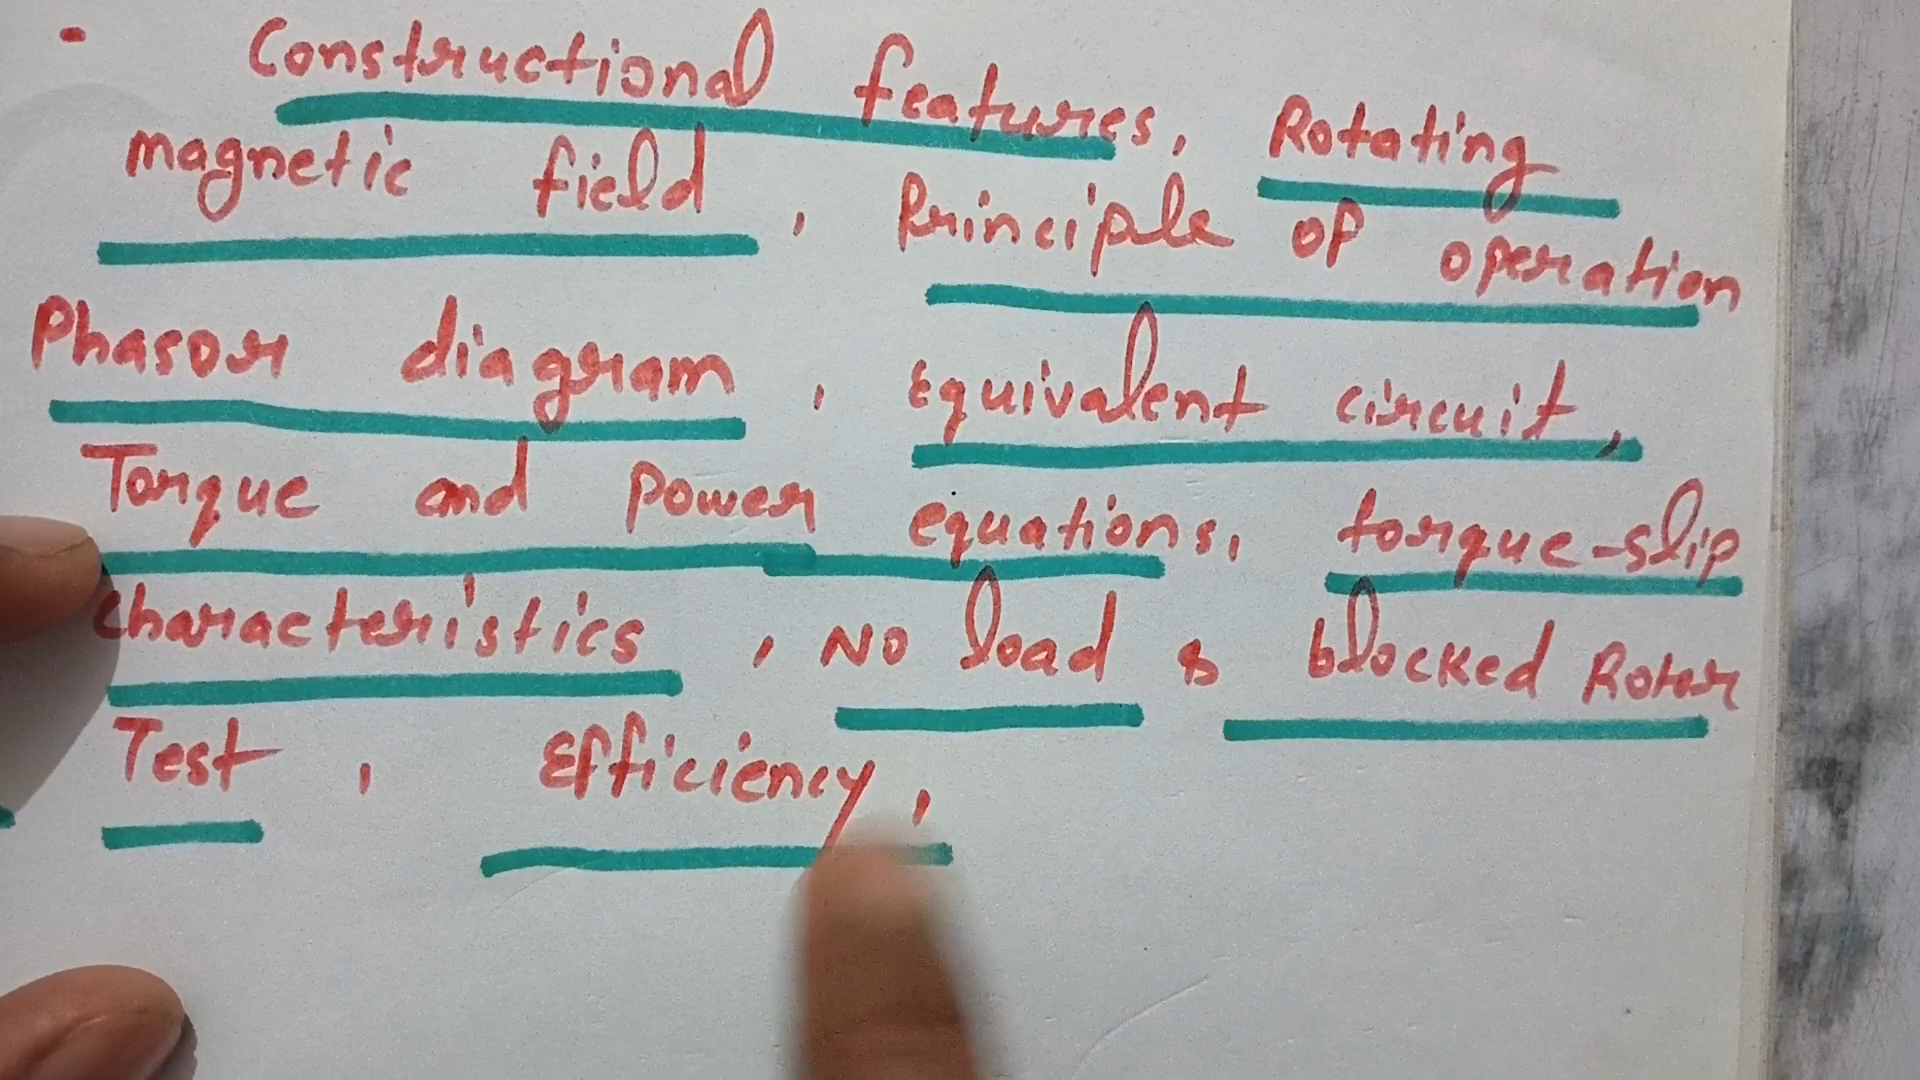 Constructional features, Rotating
magnetic field, Principle of operation
Phasor diagram, Equivalent circuit,
Torque and power equations, torque-slip
characteristics, No load & blocked Rotor
Test, Efficiency,